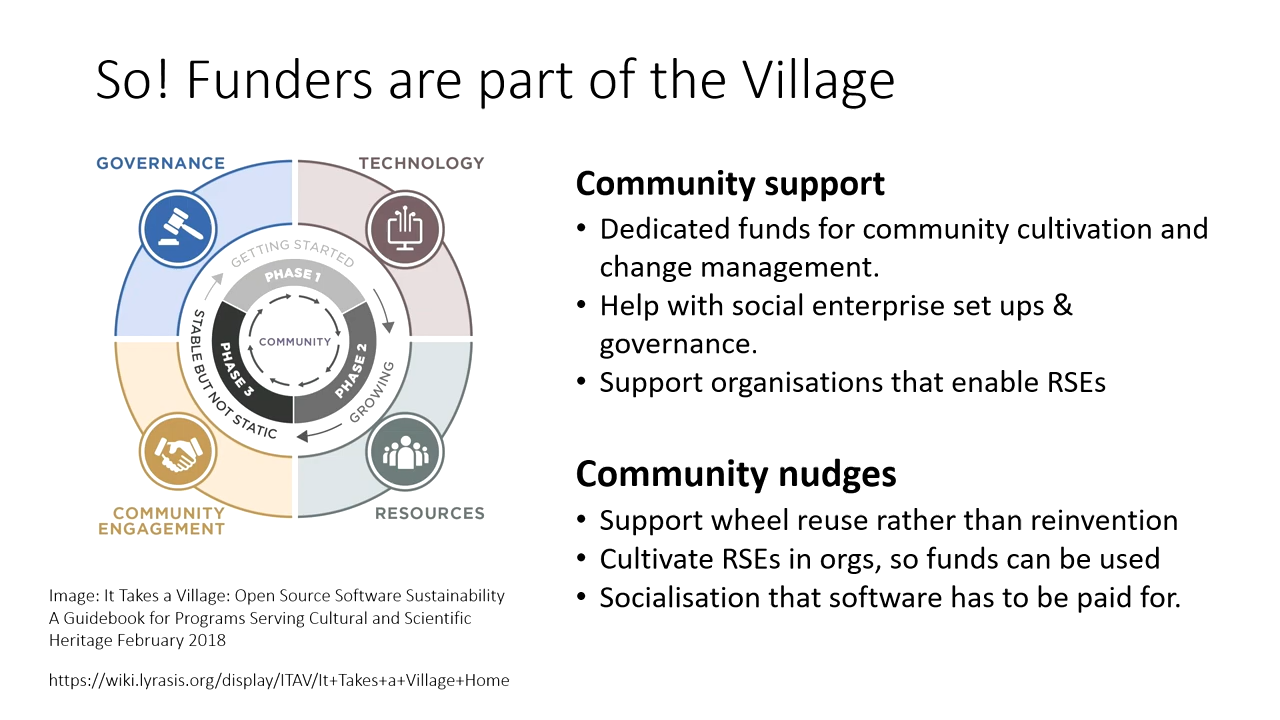 So! Funders are part of the Village
GOVERNANCE
TECHNOLOGY
GETTING STARTED
PHASE 1
COMMUNITY
PHASE 2
GROWING
PHASE 3
STABLE BUT NOT STATIC
COMMUNITY
ENGAGEMENT
RESOURCES
Image: It Takes a Village: Open Source Software Sustainability
A Guidebook for Programs Serving Cultural and Scientific
Heritage February 2018
https://wiki.lyrasis.org/display/ITAV/It+Takes+a+Village+Home
Community support
• Dedicated funds for community cultivation and
change management.
• Help with social enterprise set ups &
governance.
• Support organisations that enable RSEs
Community nudges
• Support wheel reuse rather than reinvention
• Cultivate RSEs in orgs, so funds can be used
• Socialisation that software has to be paid for.